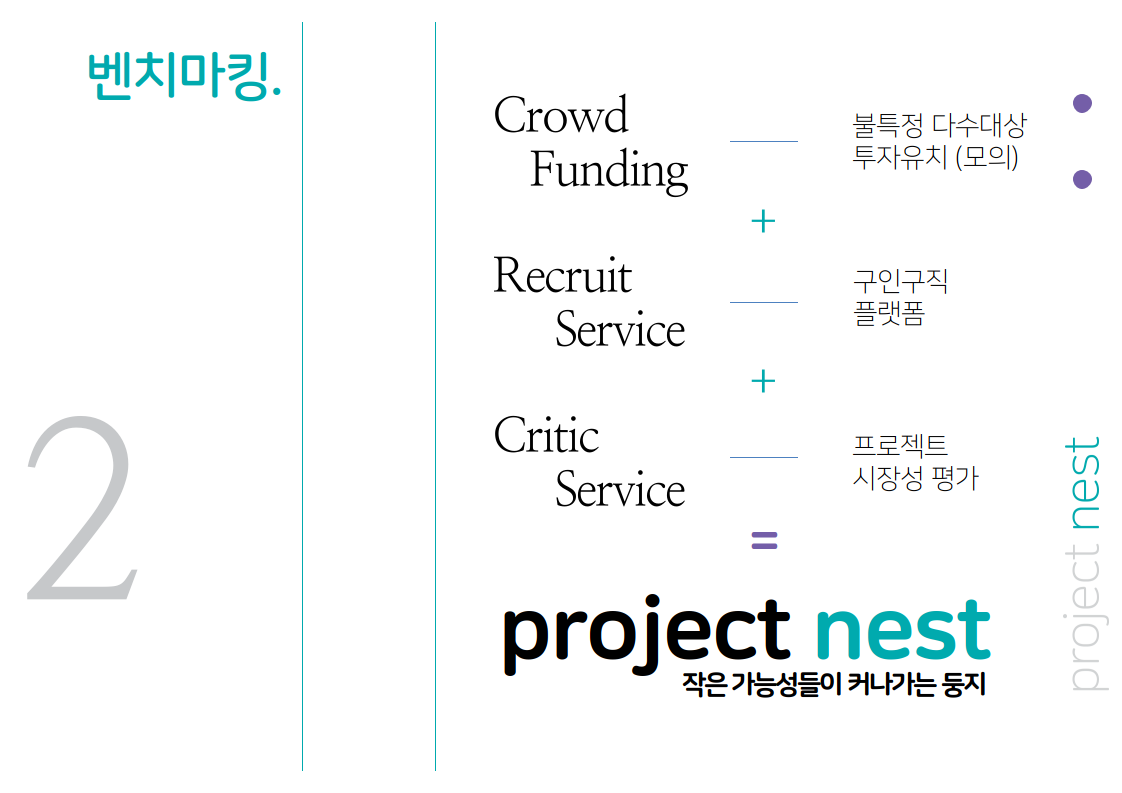 벤치마킹.
2
Crowd
Funding
불특정 다수대상
투자유치 (모의)
+
Recruit
Service
구인구직
플랫폼
+
Critic
Service
프로젝트
시장성 평가
=
project nest
작은 가능성들이 커나가는 둥지
project nest